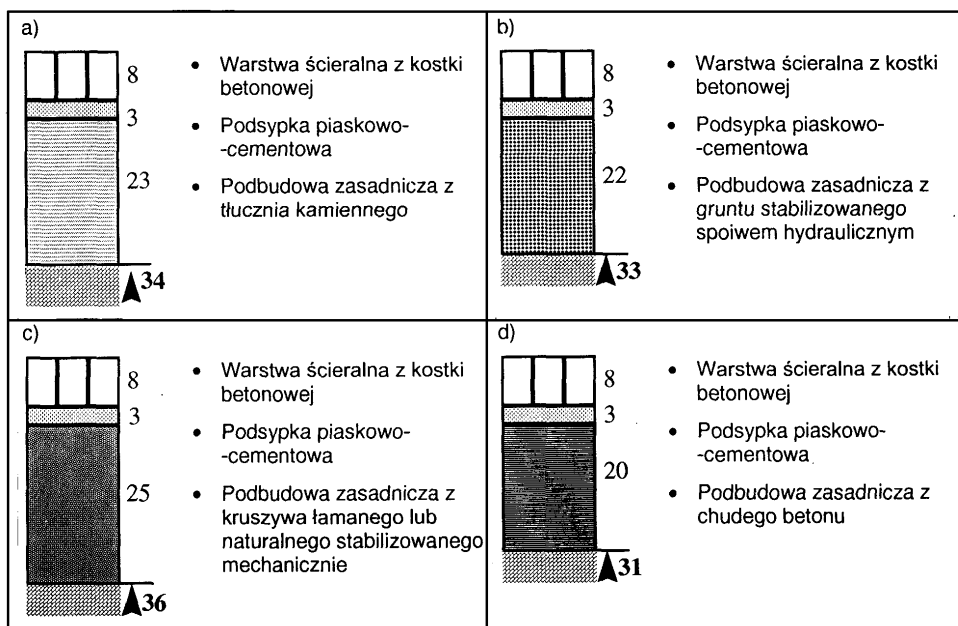 a)
8
3
23
34
• Warstwa ścieralna z kostki
betonowej
• Podsypka piaskowo-
-cementowa
• Podbudowa zasadnicza z
tłucznia kamiennego
b)
8
3
22
33
• Warstwa ścieralna z kostki
betonowej
• Podsypka piaskowo-
-cementowa
• Podbudowa zasadnicza z
gruntu stabilizowanego
spoiwem hydraulicznym
c)
8
3
25
36
• Warstwa ścieralna z kostki
betonowej
• Podsypka piaskowo-
-cementowa
• Podbudowa zasadnicza z
kruszywa łamanego lub
naturalnego stabilizowanego
mechanicznie
d)
8
3
20
31
• Warstwa ścieralna z kostki
betonowej
• Podsypka piaskowo-
-cementowa
• Podbudowa zasadnicza z
chudego betonu